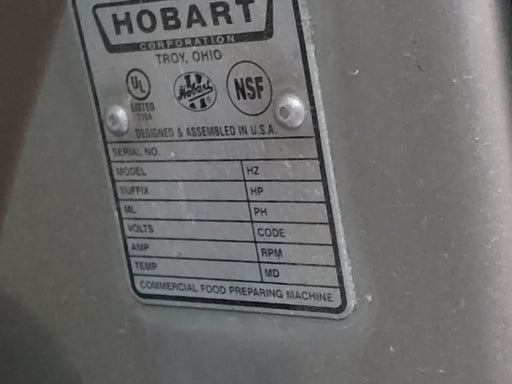 HOBART
CORPORATION
TROY, OHIO
UL Hobart NSF
LISTED
DESIGNED & ASSEMBLED IN U.S.A.
SERIAL NO.
MODEL HZ
SUFFIX HP
ML PH
VOLTS CODE
AMP RPM
TEMP MD
COMMERCIAL FOOD PREPARING MACHINE